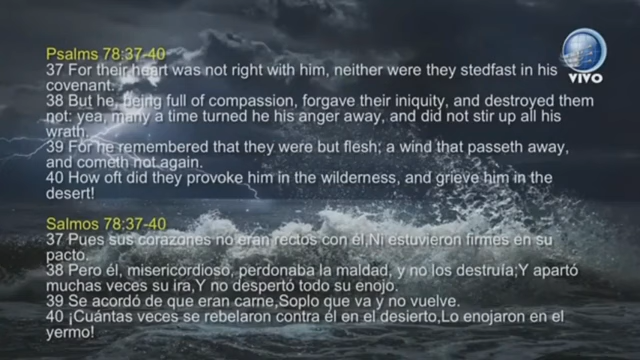 Psalms 78:37-40
37 For their heart was not right with him, neither were they stedfast in his
covenant.
38 But he, being full of compassion, forgave their iniquity, and destroyed them
not: yea, many a time turned he his anger away, and did not stir up all his
wrath.
39 For he remembered that they were but flesh; a wind that passeth away,
and cometh not again.
40 How oft did they provoke him in the wilderness, and grieve him in the
desert!
Salmos 78:37-40
37 Pues sus corazones no eran rectos con él,Ni estuvieron firmes en su
pacto.
38 Pero él, misericordioso, perdonaba la maldad, y no los destruía;Y apartó
muchas veces su ira,Y no despertó todo su enojo.
39 Se acordó de que eran carne,Soplo que va y no vuelve.
40 ¡Cuántas veces se rebelaron contra él en el desierto,Lo enojaron en el
yermo!
VIVO